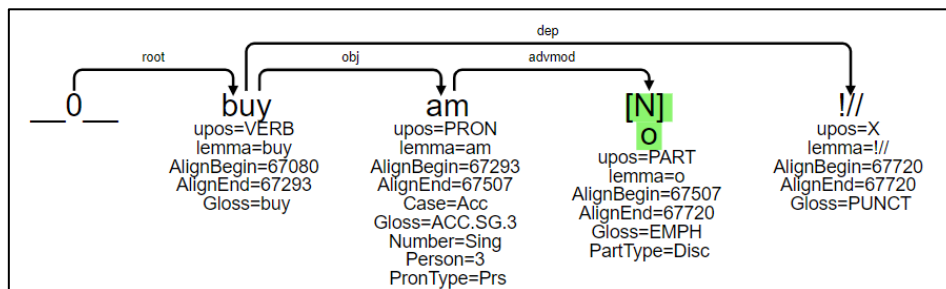 dep
root obj advmod
__0__ buy am [N] !//
o
upos=VERB upos=PRON upos=X
lemma=buy lemma=am upos=PART lemma=!//
AlignBegin=67080 AlignBegin=67293 lemma=o AlignBegin=67720
AlignEnd=67293 AlignEnd=67507 AlignBegin=67507 AlignEnd=67720
Gloss=buy Case=Acc AlignEnd=67720 Gloss=PUNCT
Gloss=ACC.SG.3 Gloss=EMPH
Number=Sing PartType=Disc
Person=3
PronType=Prs